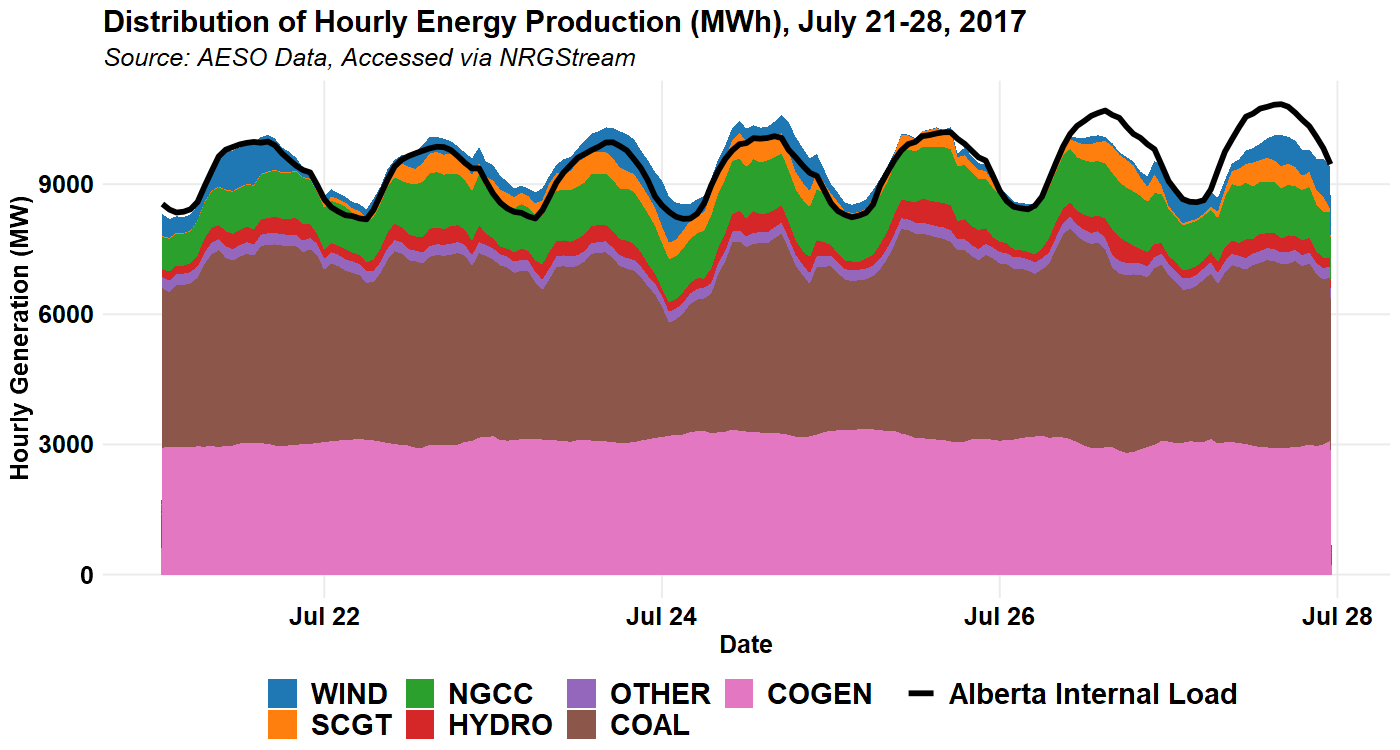 Distribution of Hourly Energy Production (MWh), July 21-28, 2017
Source: AESO Data, Accessed via NRGStream
Hourly Generation (MW)
9000
6000
3000
0
Jul 22 Jul 24 Jul 26 Jul 28
Date
WIND NGCC OTHER COGEN Alberta Internal Load
SCGT HYDRO COAL